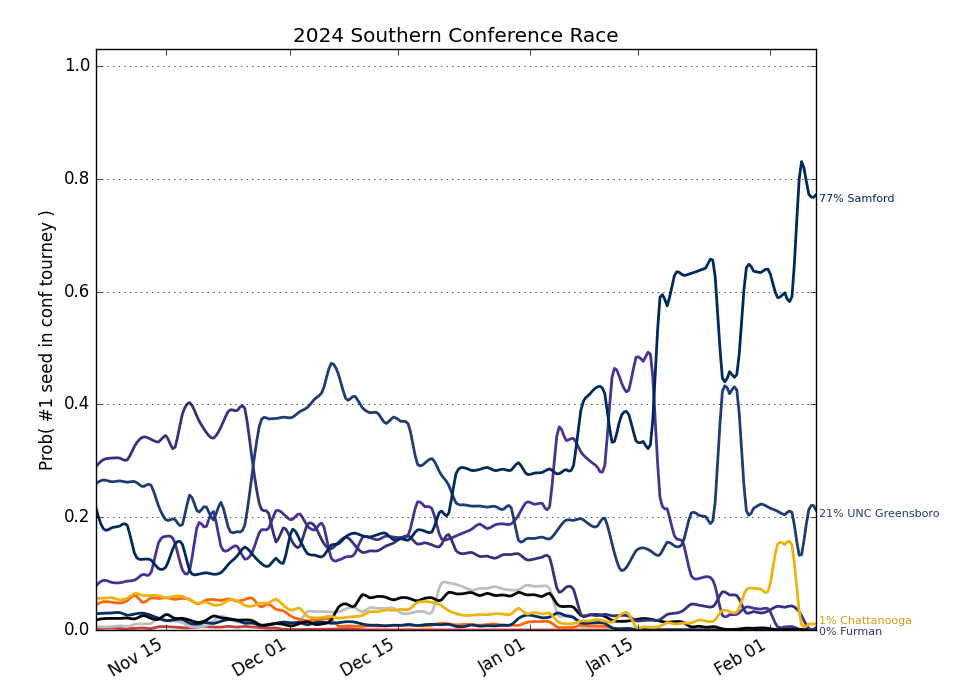 2024 Southern Conference Race
Prob( #1 seed in conf tourney )
1.0
0.8
0.6
0.4
0.2
0.0
77% Samford
21% UNC Greensboro
1% Chattanooga
0% Furman
Nov 15
Dec 01
Dec 15
Jan 01
Jan 15
Feb 01